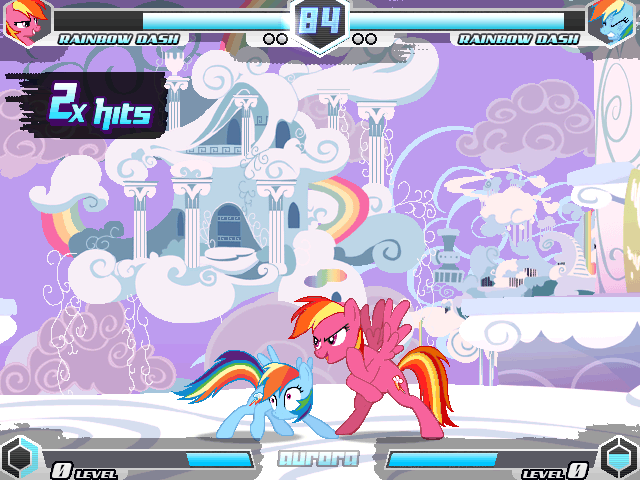 84
RAINBOW DASH
RAINBOW DASH
2x hits
0 LEVEL
aurora
LEVEL 0